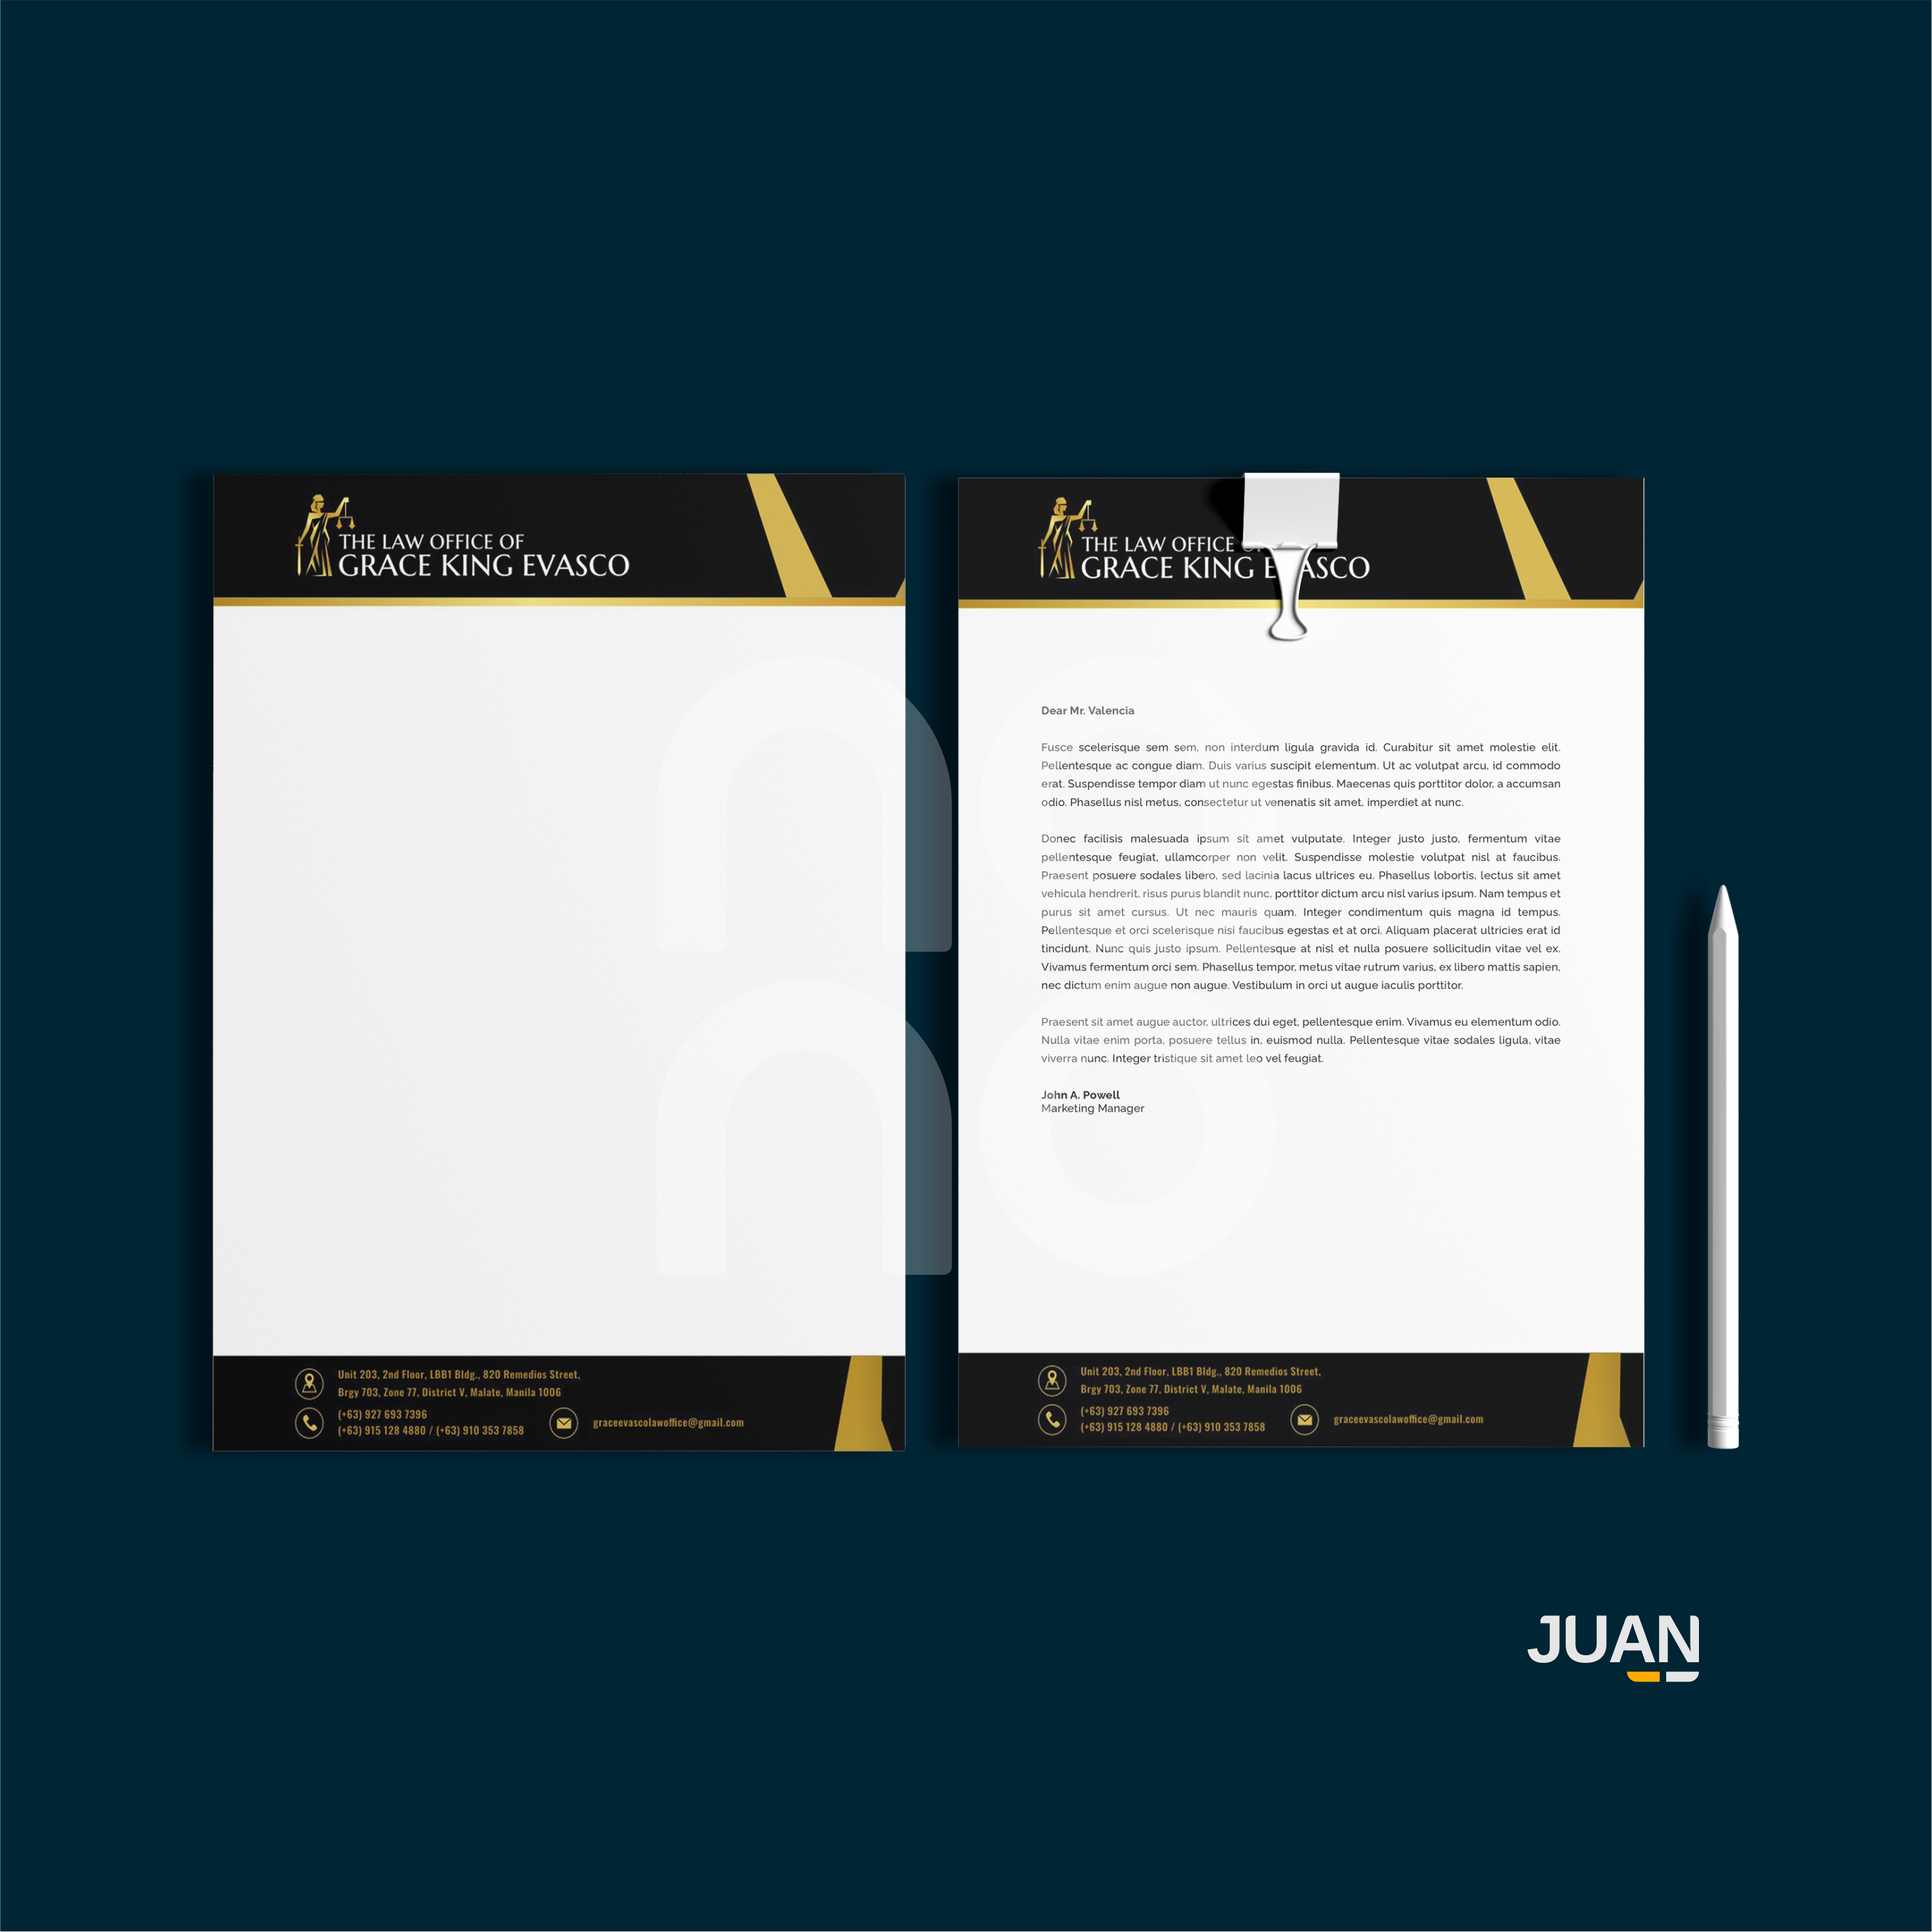 THE LAW OFFICE OF
GRACE KING EVASCO
Unit 203, 2nd Floor, LBB1 Bldg., 820 Remedios Street,
Brgy 703, Zone 77, District V, Malate, Manila 1006
(+63) 927 693 7396
(+63) 915 128 4880 / (+63) 910 353 7858
graceevascolawoffice@gmail.com
THE LAW OFFICE
GRACE KING EVASCO
Dear Mr. Valencia
Fusce scelerisque sem sem, non interdum ligula gravida id. Curabitur sit amet molestie elit.
Pellentesque ac congue diam. Duis varius suscipit elementum. Ut ac volutpat arcu, id commodo
erat. Suspendisse tempor diam ut nunc egestas finibus. Maecenas quis porttitor dolor, a accumsan
odio. Phasellus nisl metus, consectetur ut venenatis sit amet, imperdiet at nunc.
Donec facilisis malesuada ipsum sit amet vulputate. Integer justo justo, fermentum vitae
pellentesque feugiat, ullamcorper non velit. Suspendisse molestie volutpat nisl at faucibus.
Praesent posuere sodales libero, sed lacinia lacus ultrices eu. Phasellus lobortis, lectus sit amet
vehicula hendrerit, risus purus blandit nunc, porttitor dictum arcu nisl varius ipsum. Nam tempus et
purus sit amet cursus. Ut nec mauris quam. Integer condimentum quis magna id tempus.
Pellentesque et orci scelerisque nisi faucibus egestas et at orci. Aliquam placerat ultricies erat id
tincidunt. Nunc quis justo ipsum. Pellentesque at nisl et nulla posuere sollicitudin vitae vel ex.
Vivamus fermentum orci sem. Phasellus tempor, metus vitae rutrum varius, ex libero mattis sapien,
nec dictum enim augue non augue. Vestibulum in orci ut augue iaculis porttitor.
Praesent sit amet augue auctor, ultrices dui eget, pellentesque enim. Vivamus eu elementum odio.
Nulla vitae enim porta, posuere tellus in, euismod nulla. Pellentesque vitae sodales ligula, vitae
viverra nunc. Integer tristique sit amet leo vel feugiat.
John A. Powell
Marketing Manager
Unit 203, 2nd Floor, LBB1 Bldg., 820 Remedios Street,
Brgy 703, Zone 77, District V, Malate, Manila 1006
(+63) 927 693 7396
(+63) 915 128 4880 / (+63) 910 353 7858
graceevascolawoffice@gmail.com
JUAN